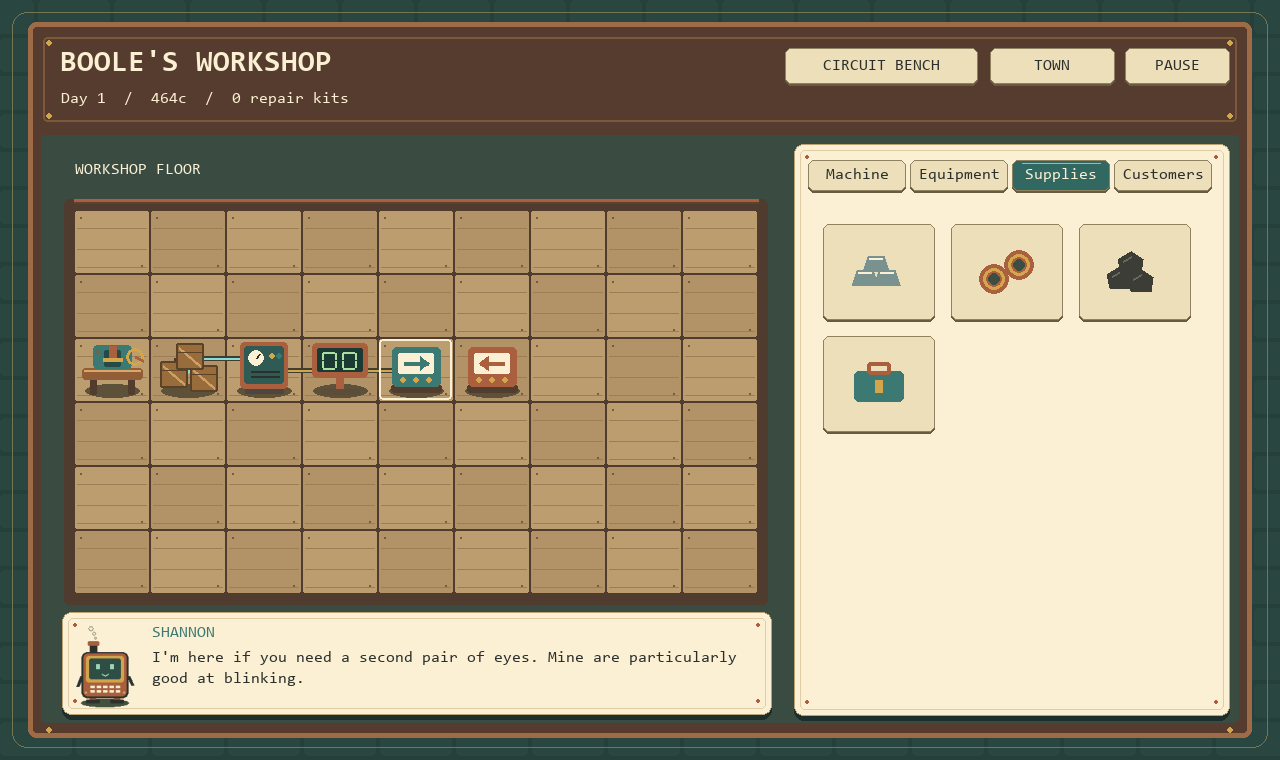 BOOLE'S WORKSHOP
CIRCUIT BENCH
TOWN
PAUSE
Day 1 / 464c / 0 repair kits
WORKSHOP FLOOR
Machine
Equipment
Supplies
Customers
00
SHANNON
I'm here if you need a second pair of eyes. Mine are particularly
good at blinking.